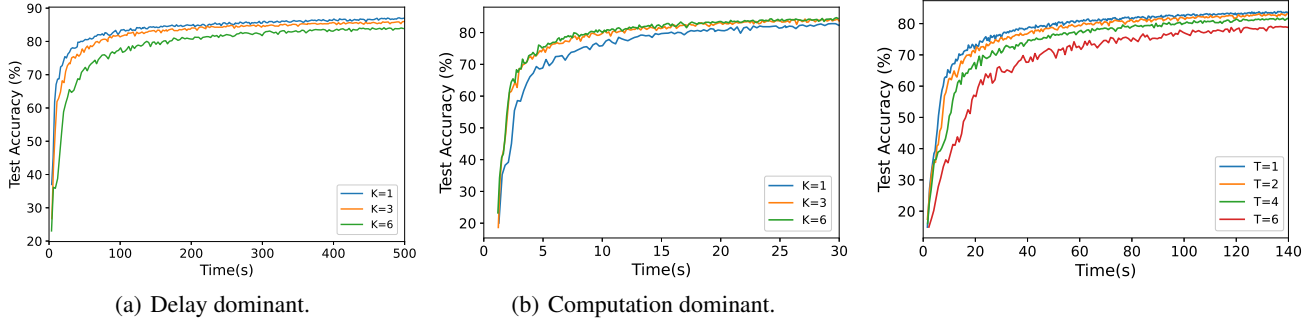 90
80
70
60
50
40
30
20
Test Accuracy (%)
K=1
K=3
K=6
0 100 200 300 400 500
Time(s)
(a) Delay dominant.
80
70
60
50
40
30
20
Test Accuracy (%)
K=1
K=3
K=6
0 5 10 15 20 25 30
Time(s)
(b) Computation dominant.
80
70
60
50
40
30
20
Test Accuracy (%)
T=1
T=2
T=4
T=6
0 20 40 60 80 100 120 140
Time(s)